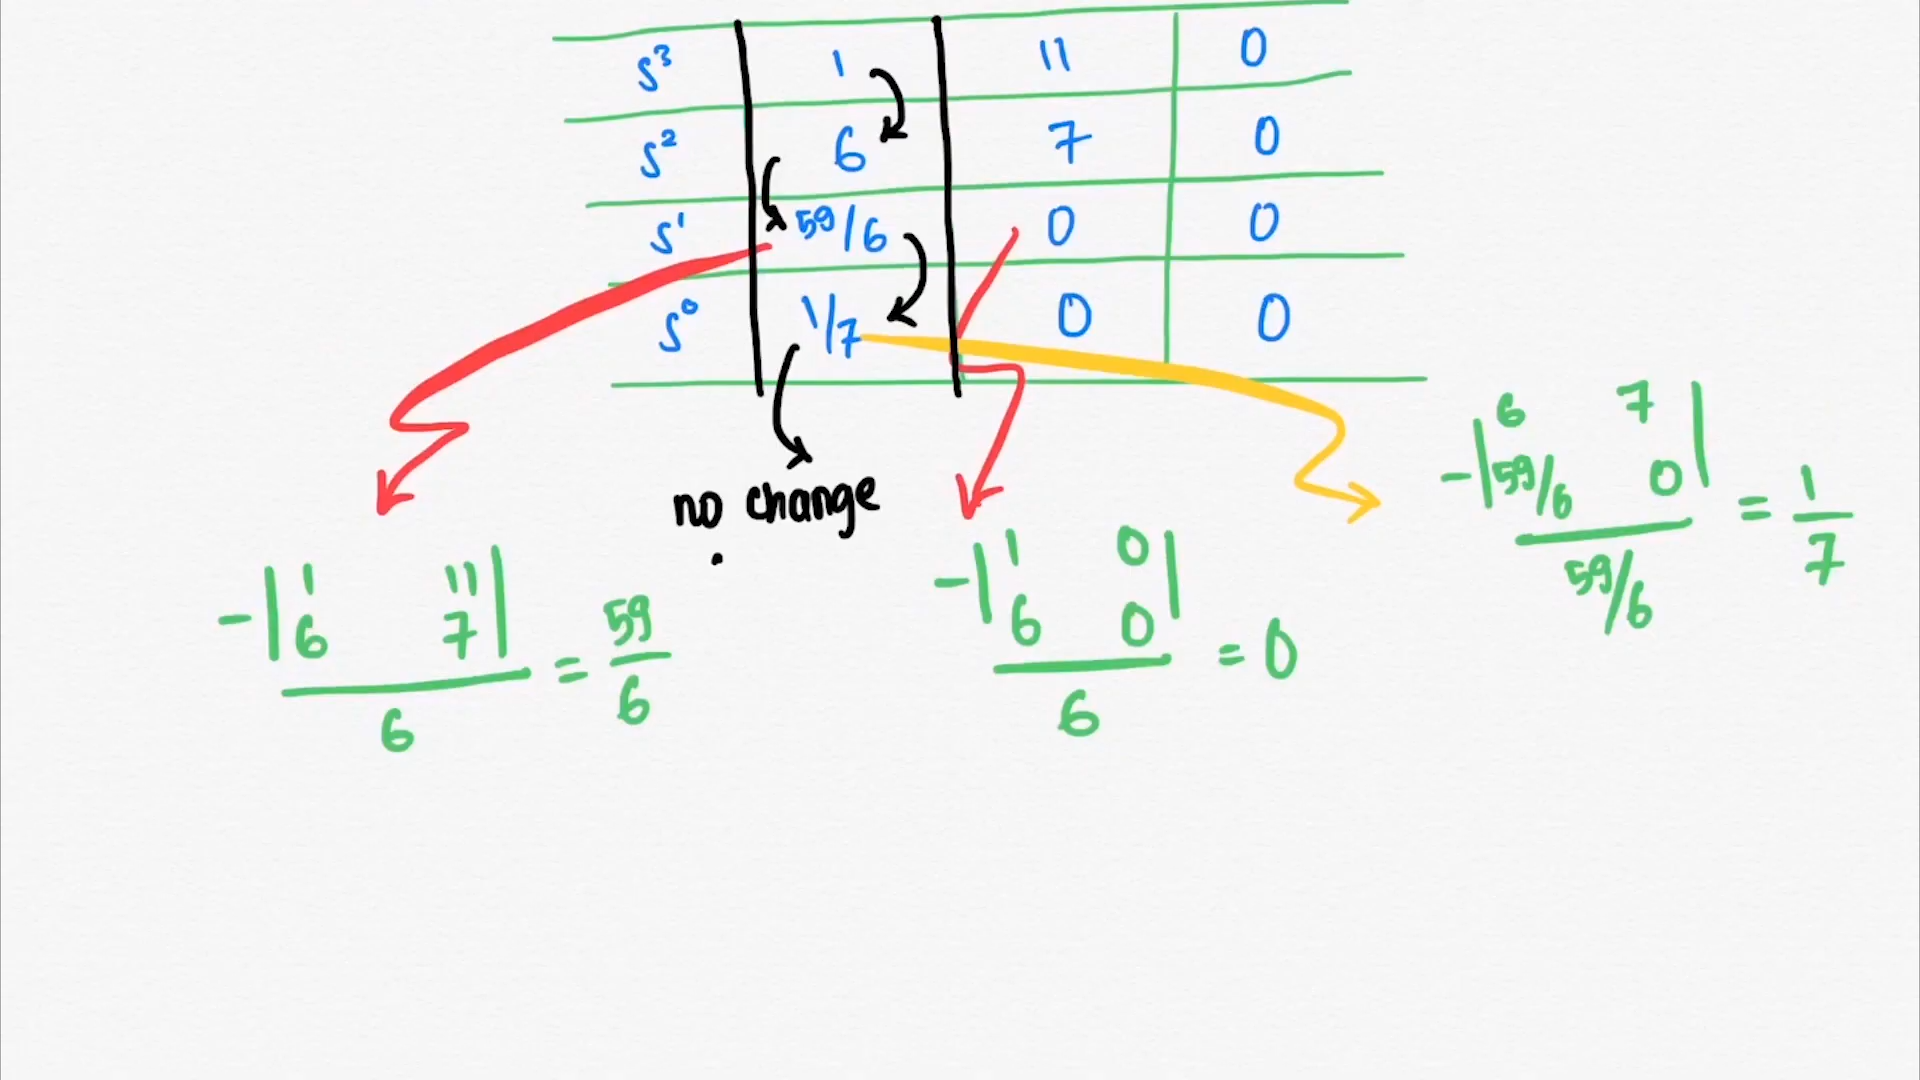 s³ 1 11 0
s² 6 7 0
s¹ 59/6 0 0
s⁰ 1/7 0 0
no change
-|1 11|
|6 7|
6
= 59/6
-|1 0|
|6 0|
6
= 0
-|6 7|
|59/6 0|
59/6
= 1/7